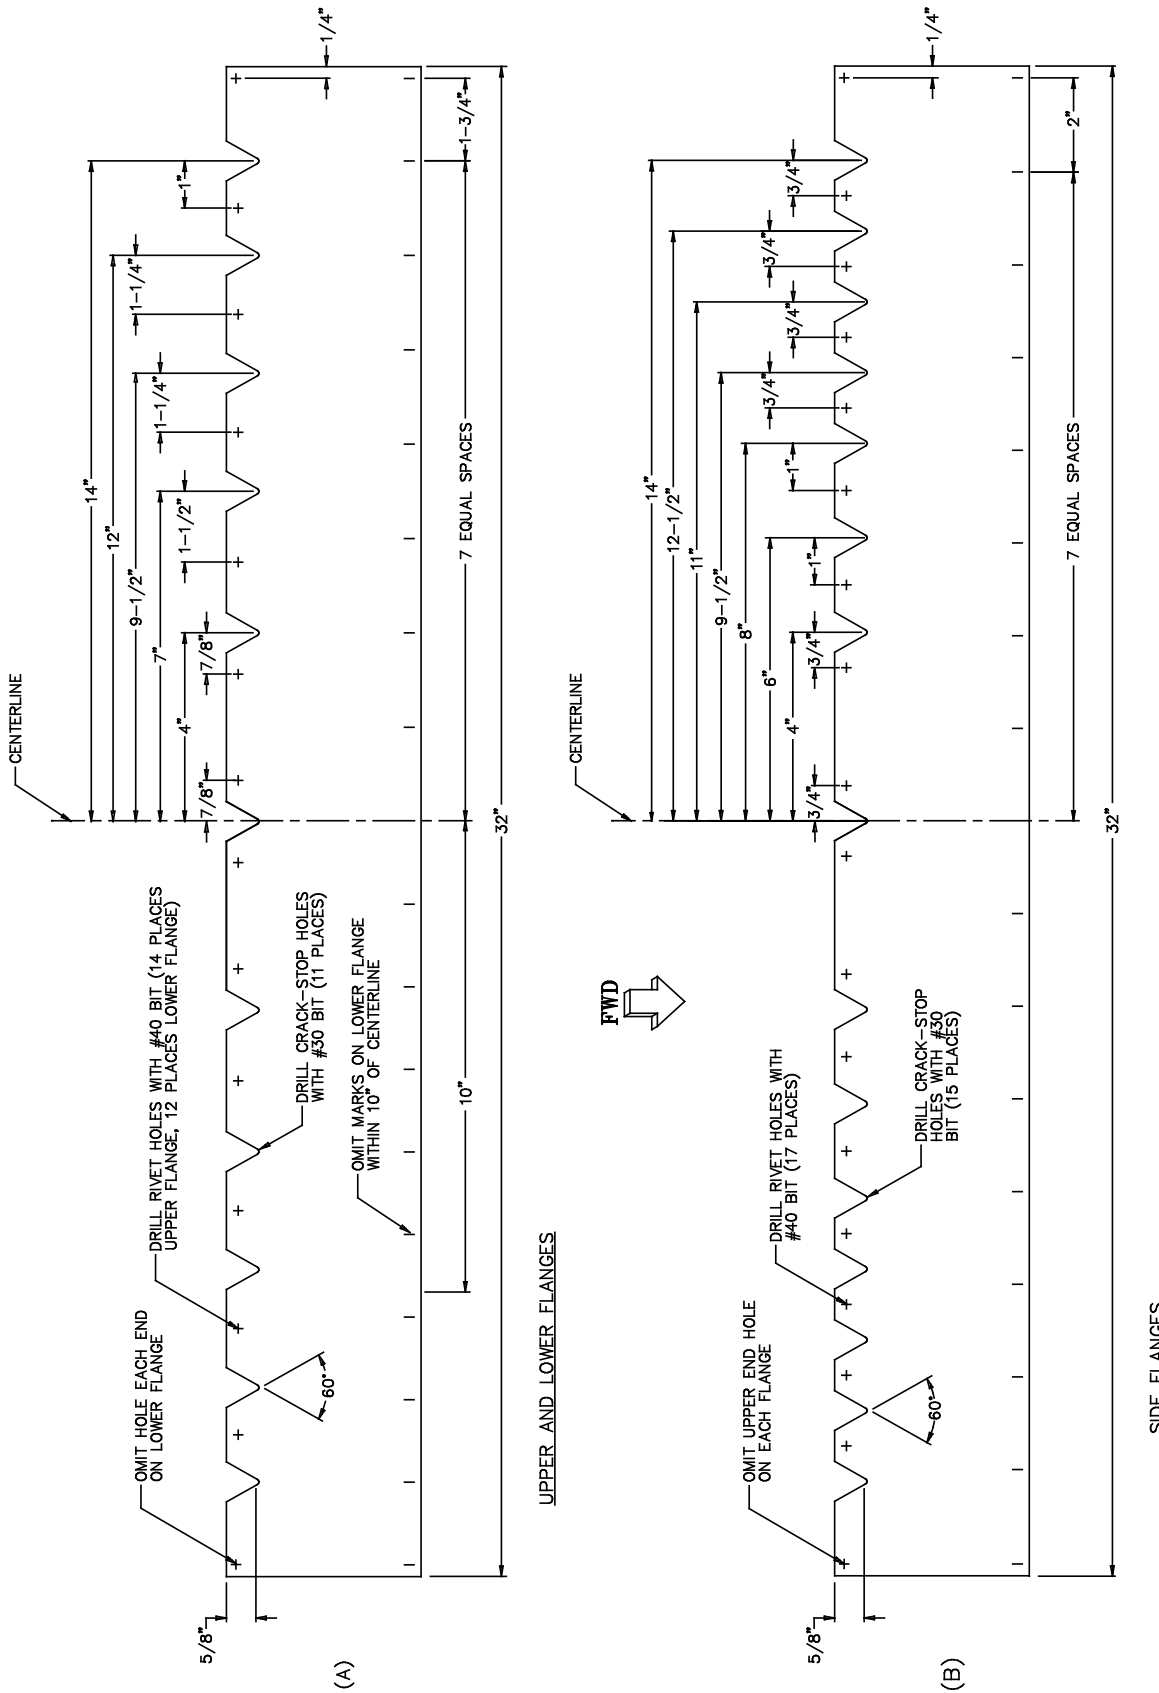 CENTERLINE
14"
12"
9-1/2"
1-1/4"
OMIT HOLE EACH END
ON LOWER FLANGE
DRILL RIVET HOLES WITH #40 BIT (14 PLACES
UPPER FLANGE, 12 PLACES LOWER FLANGE)
7"
1-1/4"
4"
1-1/2"
1"
5/8"
7/8"
7/8"
DRILL CRACK-STOP HOLES
WITH #30 BIT (11 PLACES)
1/4"
60°
(A)
OMIT MARKS ON LOWER FLANGE
WITHIN 10" OF CENTERLINE
10"
7 EQUAL SPACES
1-3/4"
32"
UPPER AND LOWER FLANGES
CENTERLINE
FWD
14"
12-1/2"
11"
9-1/2"
8"
OMIT UPPER END HOLE
ON EACH FLANGE
DRILL RIVET HOLES WITH
#40 BIT (17 PLACES)
6"
3/4"
3/4"
4"
1"
3/4"
3/4"
5/8"
3/4"
3/4"
1"
DRILL CRACK-STOP
HOLES WITH #30
BIT (15 PLACES)
1/4"
60°
(B)
7 EQUAL SPACES
2"
32"
SIDE FLANGES